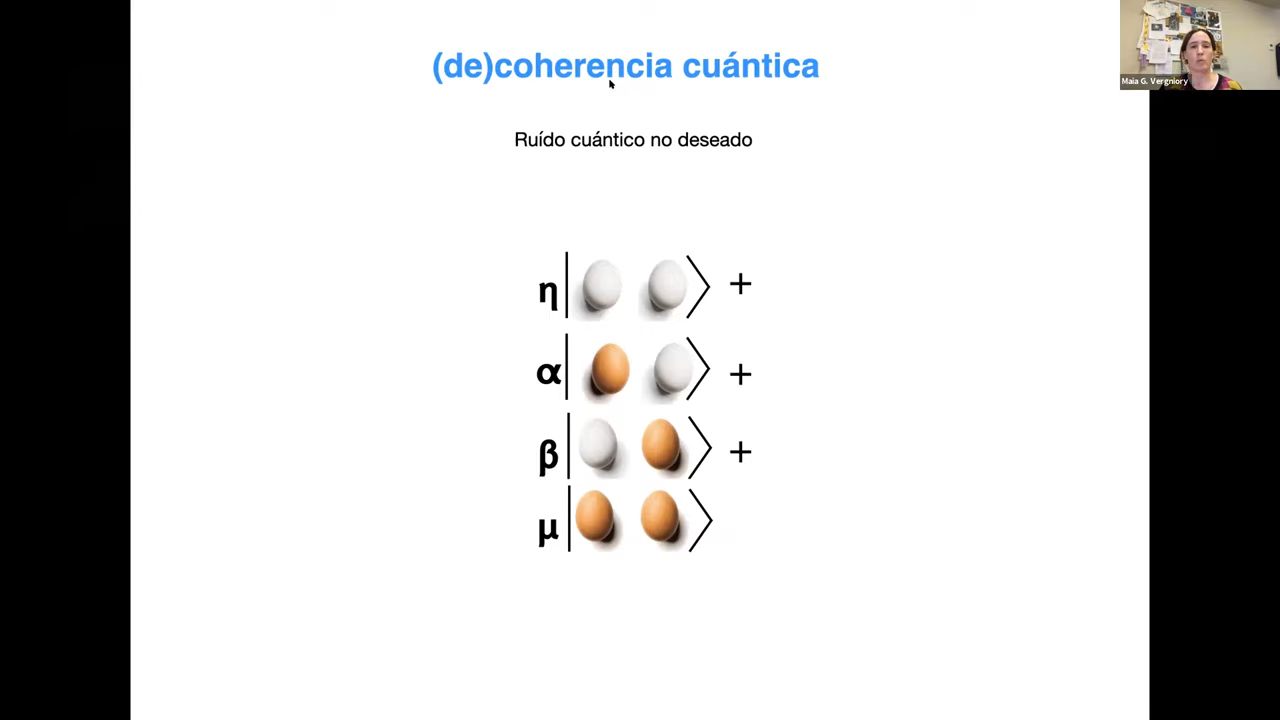 (de)coherencia cuántica
Maia G. Vergniory
Ruído cuántico no deseado
η| ⟩ +
α| ⟩ +
β| ⟩ +
μ| ⟩